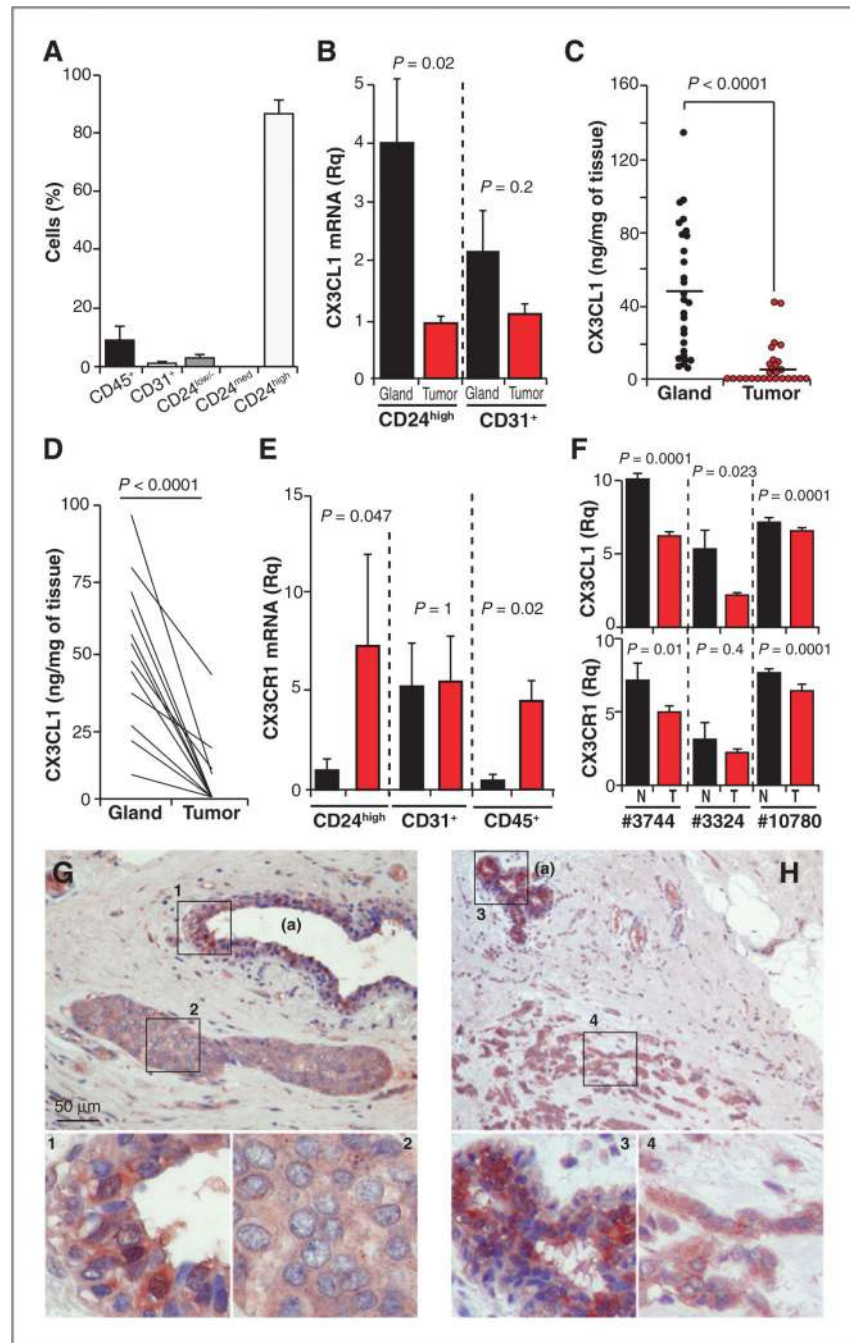 A
Cells (%)
100
80
60
40
20
0
CD45+
CD31+
CD24low/-
CD24med
CD24high
B
P = 0.02
P = 0.2
CX3CL1 mRNA (Rq)
5
4
3
2
1
0
Gland Tumor Gland Tumor
CD24high CD31+
C
P < 0.0001
CX3CL1 (ng/mg of tissue)
160
120
80
40
0
Gland Tumor
D
P < 0.0001
CX3CL1 (ng/mg of tissue)
100
75
50
25
0
Gland Tumor
E
CX3CR1 mRNA (Rq)
15
10
5
0
P = 0.047
P = 1
P = 0.02
CD24high CD31+ CD45+
F
P = 0.0001
P = 0.023
P = 0.0001
CX3CL1 (Rq)
10
5
0
P = 0.01
P = 0.4
P = 0.0001
CX3CR1 (Rq)
10
5
0
N T N T N T
#3744 #3324 #10780
G
1
(a)
2
50 μm
1
2
H
(a)
3
4
3
4